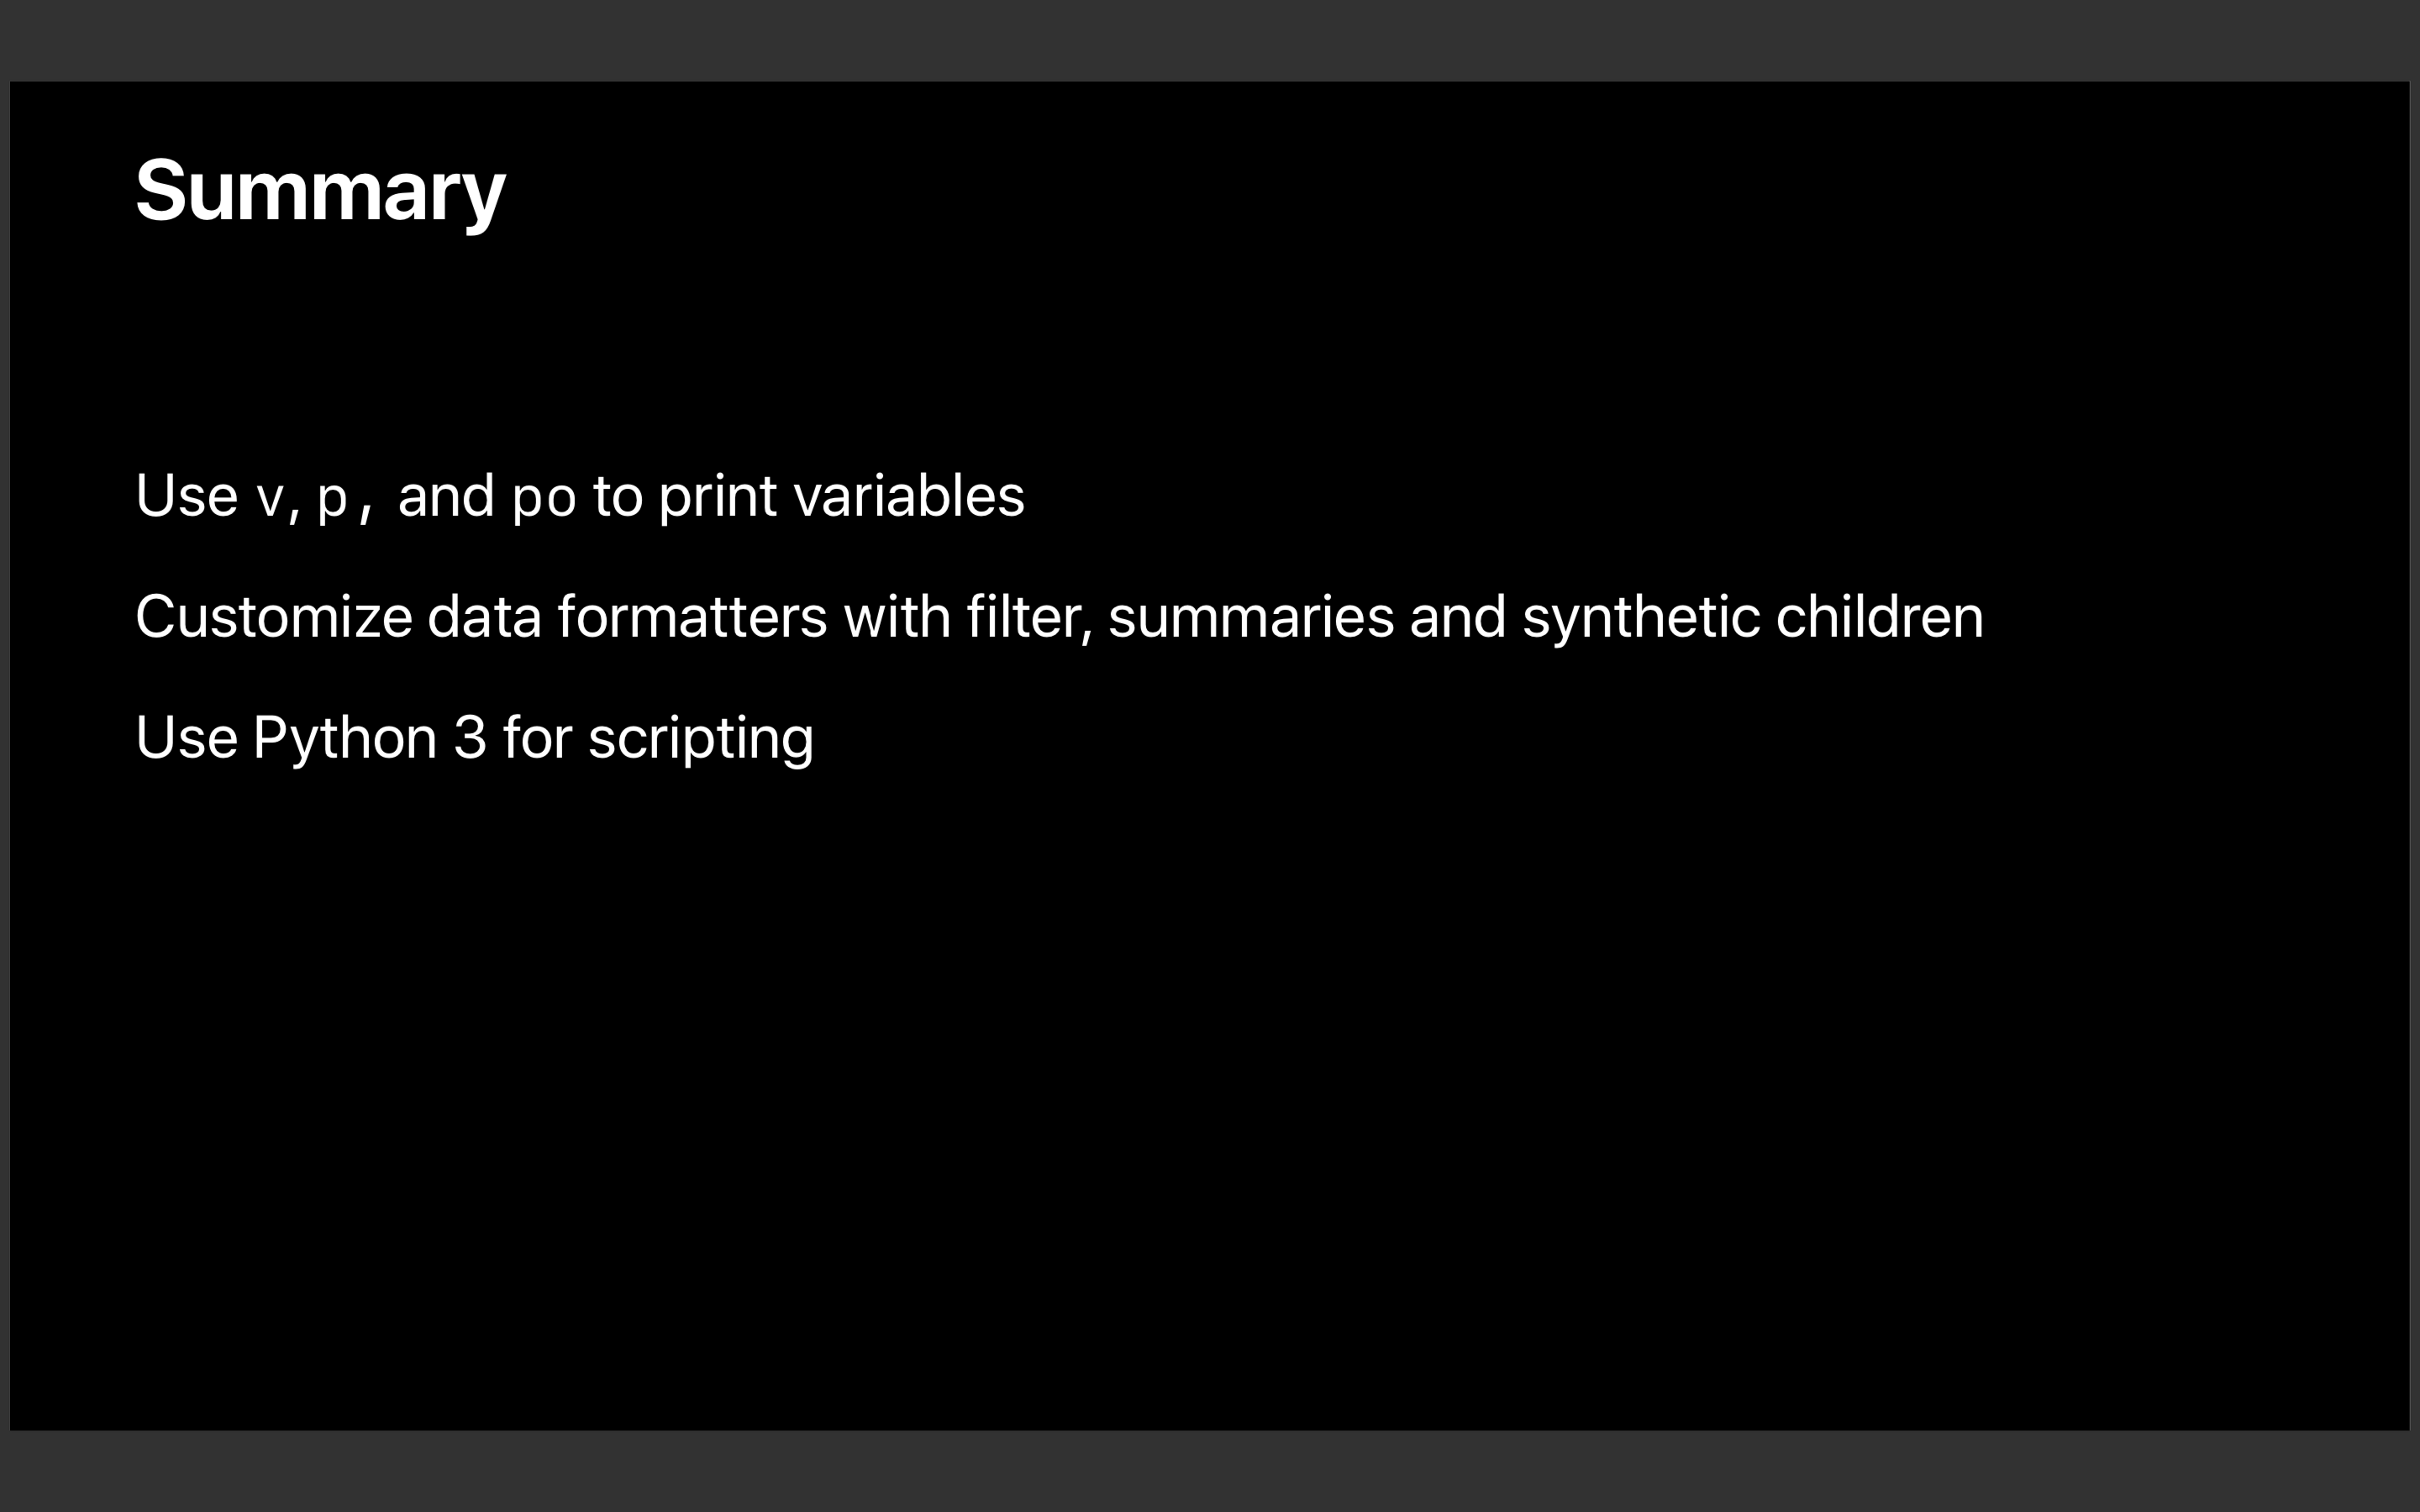 Summary
Use v, p, and po to print variables
Customize data formatters with filter, summaries and synthetic children
Use Python 3 for scripting